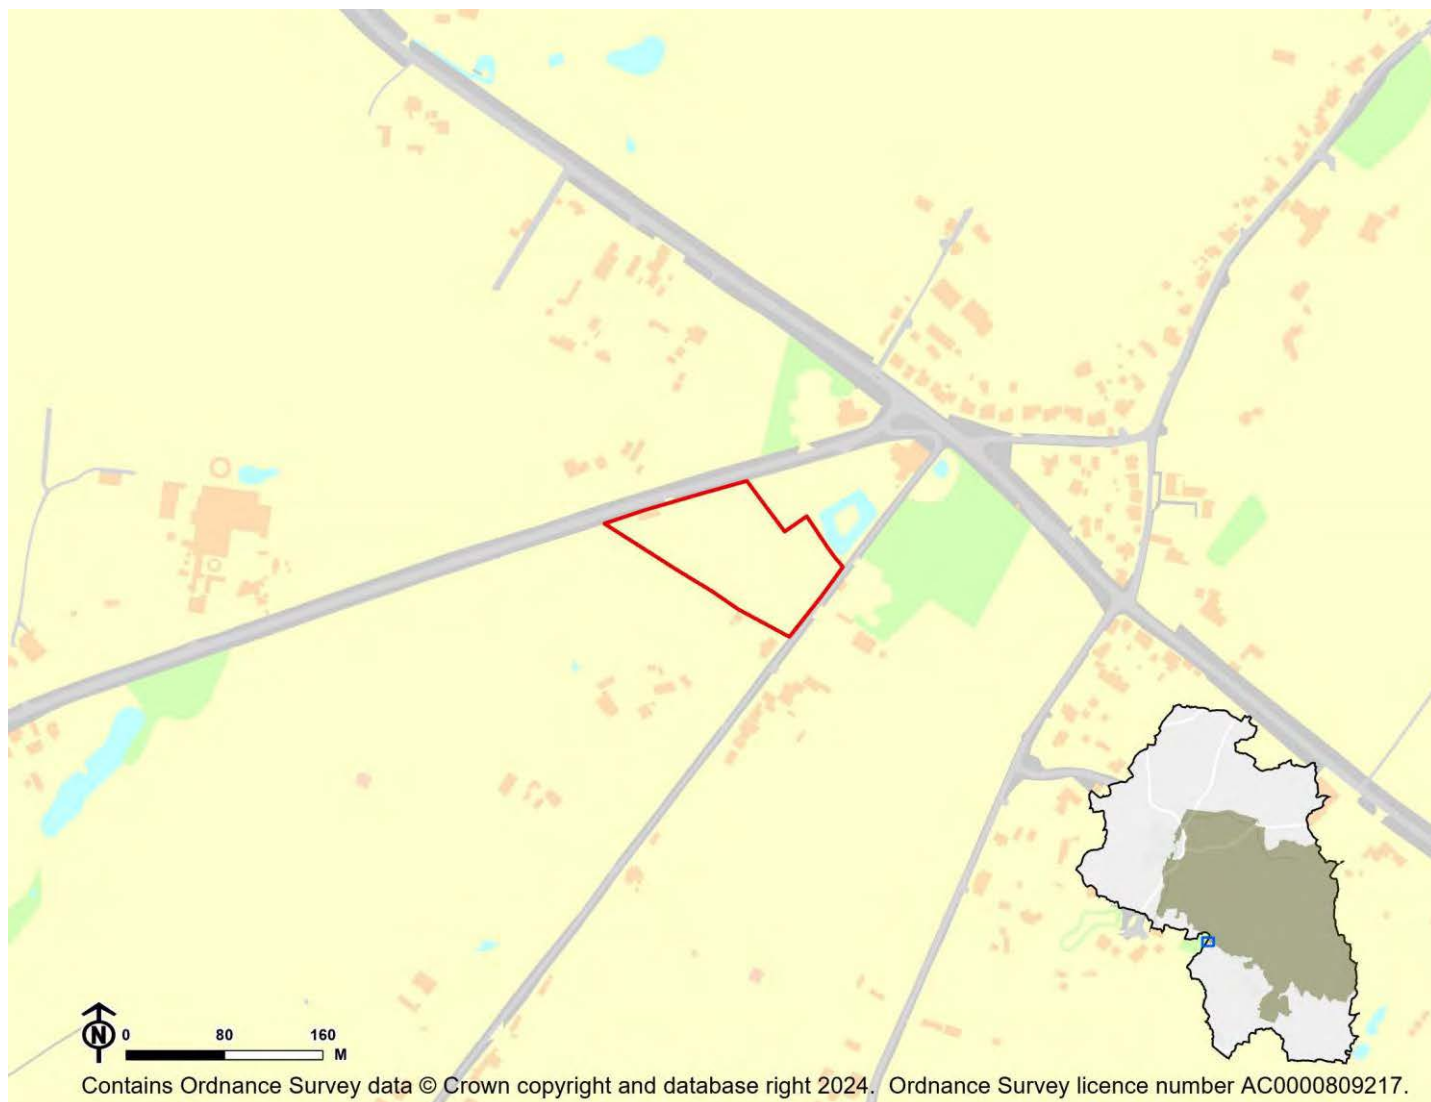 N
0 80 160
M
Contains Ordnance Survey data © Crown copyright and database right 2024. Ordnance Survey licence number AC0000809217.